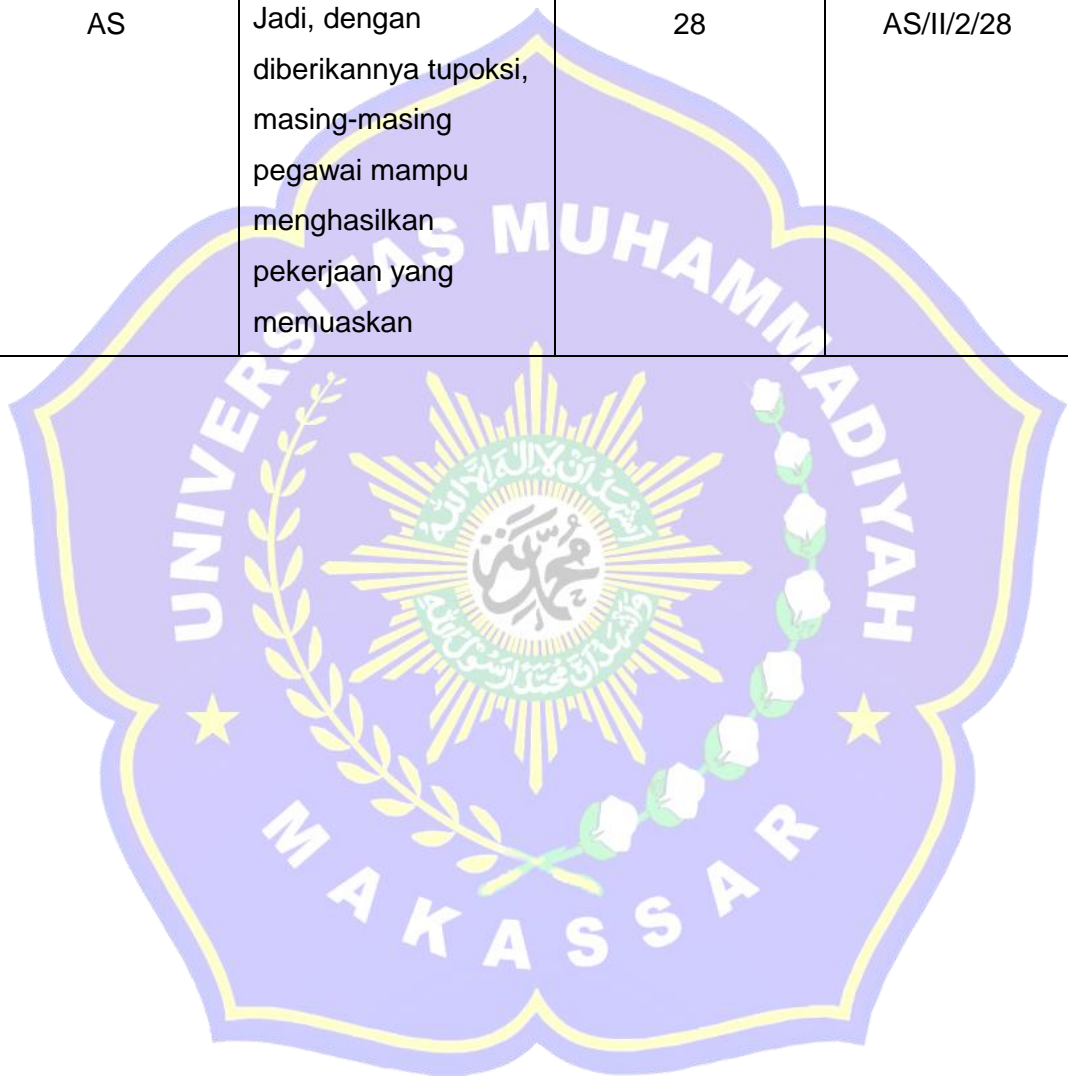 AS
Jadi, dengan
diberikannya tupoksi,
masing-masing
pegawai mampu
menghasilkan
pekerjaan yang
memuaskan
28
AS/II/2/28
UNIVERSITAS MUHAMMADIYAH
MAKASSAR
محمد